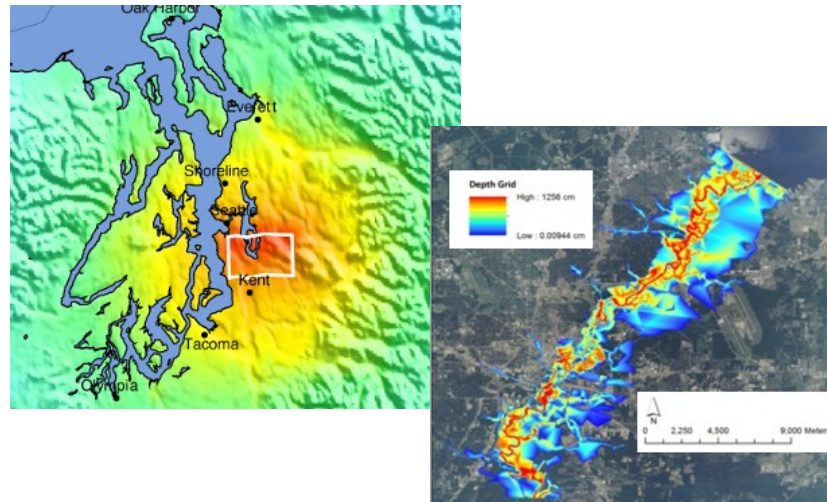 Oak Harbor
Everett
Shoreline
Seattle
Kent
Tacoma
Olympia
Depth Grid
High : 1256 cm
Low : 0.00944 cm
N
0 2,250 4,500 9,000 Meters